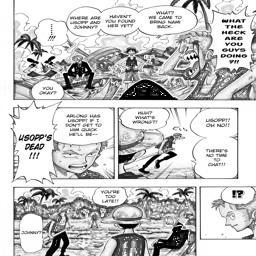 WHAT
THE
HECK
ARE
YOU
GUYS
DOING
?!!
WHAT?
WE CAME TO
BRING NAMI
BACK.
HAVEN'T
YOU FOUND
HER YET?
WHERE ARE
USOPP AND
JOHNNY?
YOU
OKAY?
USOPP?!
OH NO!!
THERE'S
NO TIME
TO CHAT!!
HUH?
WHAT'S
WRONG?!
ARLONG HAS
USOPP!! IF I
DON'T GET TO
HIM QUICK
HE'LL BE--
USOPP'S
DEAD
!!!
!?
YOU'RE
TOO
LATE!!
JOHNNY?